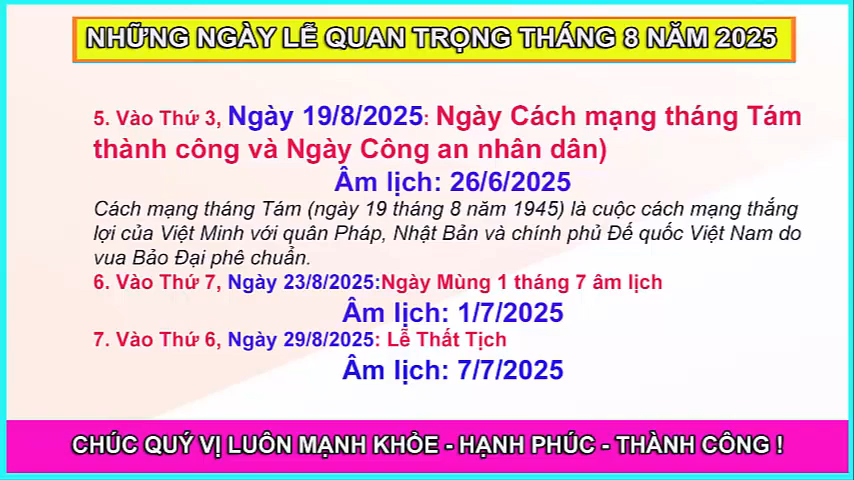 NHỮNG NGÀY LỄ QUAN TRỌNG THÁNG 8 NĂM 2025
5. Vào Thứ 3, Ngày 19/8/2025: Ngày Cách mạng tháng Tám
thành công và Ngày Công an nhân dân)
Âm lịch: 26/6/2025
Cách mạng tháng Tám (ngày 19 tháng 8 năm 1945) là cuộc cách mạng thắng
lợi của Việt Minh với quân Pháp, Nhật Bản và chính phủ Đế quốc Việt Nam do
vua Bảo Đại phê chuẩn.
6. Vào Thứ 7, Ngày 23/8/2025:Ngày Mùng 1 tháng 7 âm lịch
Âm lịch: 1/7/2025
7. Vào Thứ 6, Ngày 29/8/2025: Lễ Thất Tịch
Âm lịch: 7/7/2025
CHÚC QUÝ VỊ LUÔN MẠNH KHỎE - HẠNH PHÚC - THÀNH CÔNG !